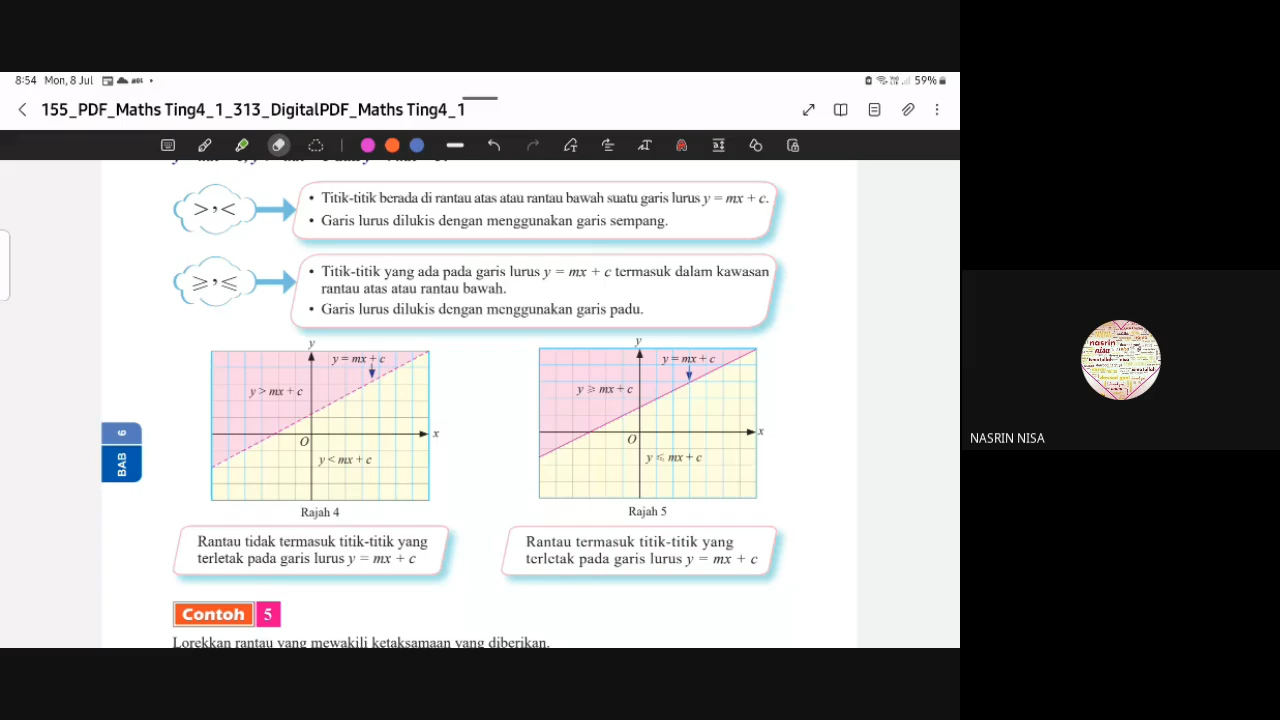 8:54 Mon, 8 Jul
59%
155_PDF_Maths Ting4_1_313_DigitalPDF_Maths Ting4_1
>, <
• Titik-titik berada di rantau atas atau rantau bawah suatu garis lurus y = mx + c.
• Garis lurus dilukis dengan menggunakan garis sempang.
⩾, ⩽
• Titik-titik yang ada pada garis lurus y = mx + c termasuk dalam kawasan
rantau atas atau rantau bawah.
• Garis lurus dilukis dengan menggunakan garis padu.
y
y = mx + c
y > mx + c
x
O
y < mx + c
Rajah 4
y
y = mx + c
y ⩾ mx + c
x
O
y ⩽ mx + c
Rajah 5
BAB 6
Rantau tidak termasuk titik-titik yang
terletak pada garis lurus y = mx + c
Rantau termasuk titik-titik yang
terletak pada garis lurus y = mx + c
Contoh 5
Lorekkan rantau yang mewakili ketaksamaan yang diberikan.
nasrin
nisa
NASRIN NISA